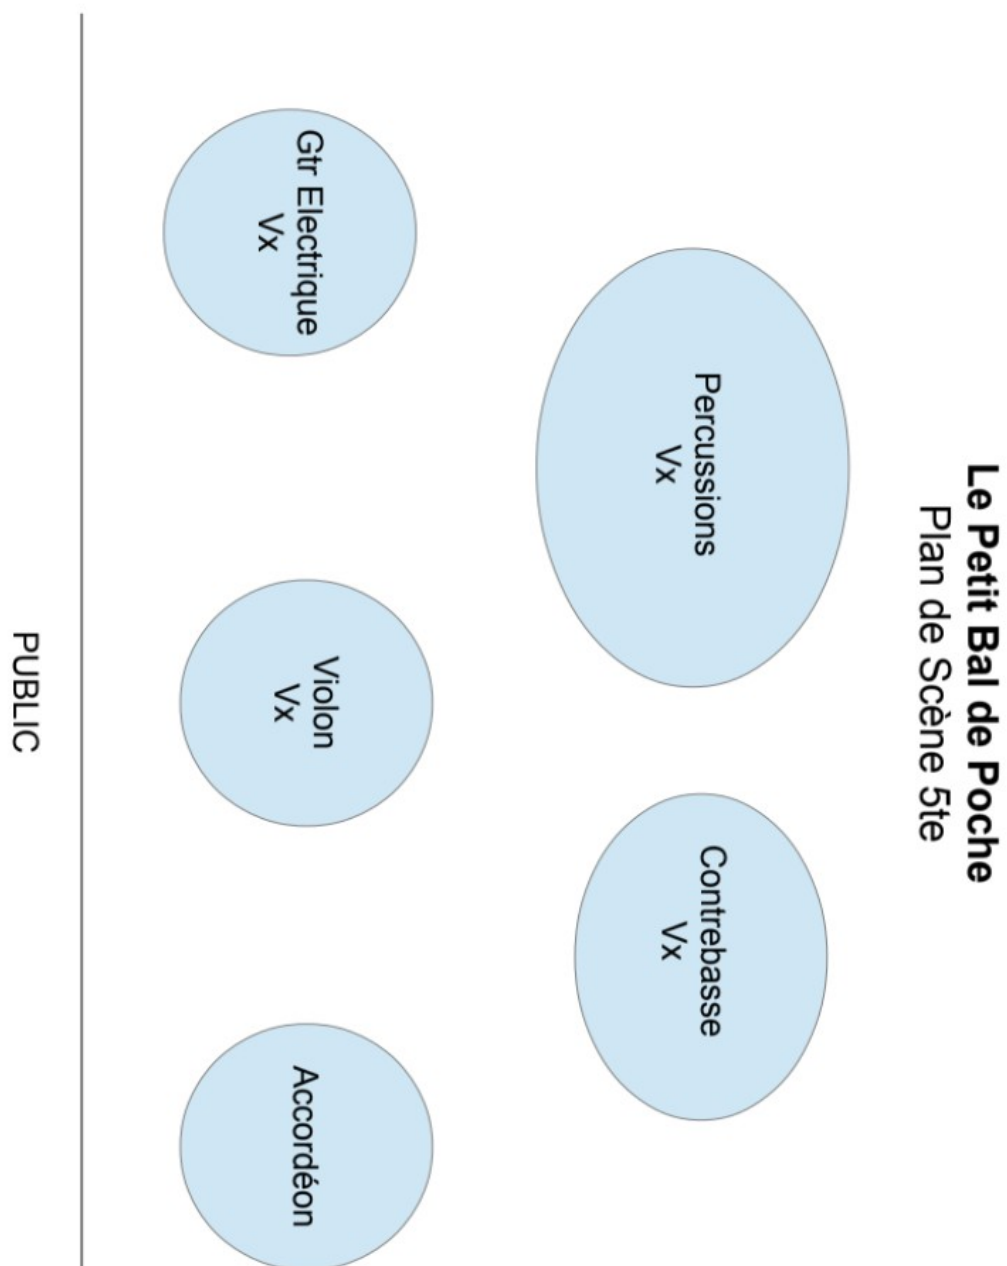 Le Petit Bal de Poche
Plan de Scène 5te
Percussions
Vx
Contrebasse
Vx
Gtr Electrique
Vx
Violon
Vx
Accordéon
PUBLIC